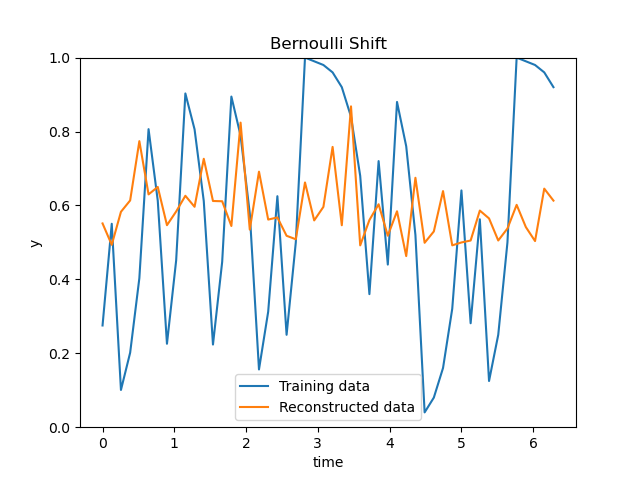 Bernoulli Shift
1.0
0.8
0.6
0.4
0.2
0.0
y
0 1 2 3 4 5 6
time
Training data
Reconstructed data